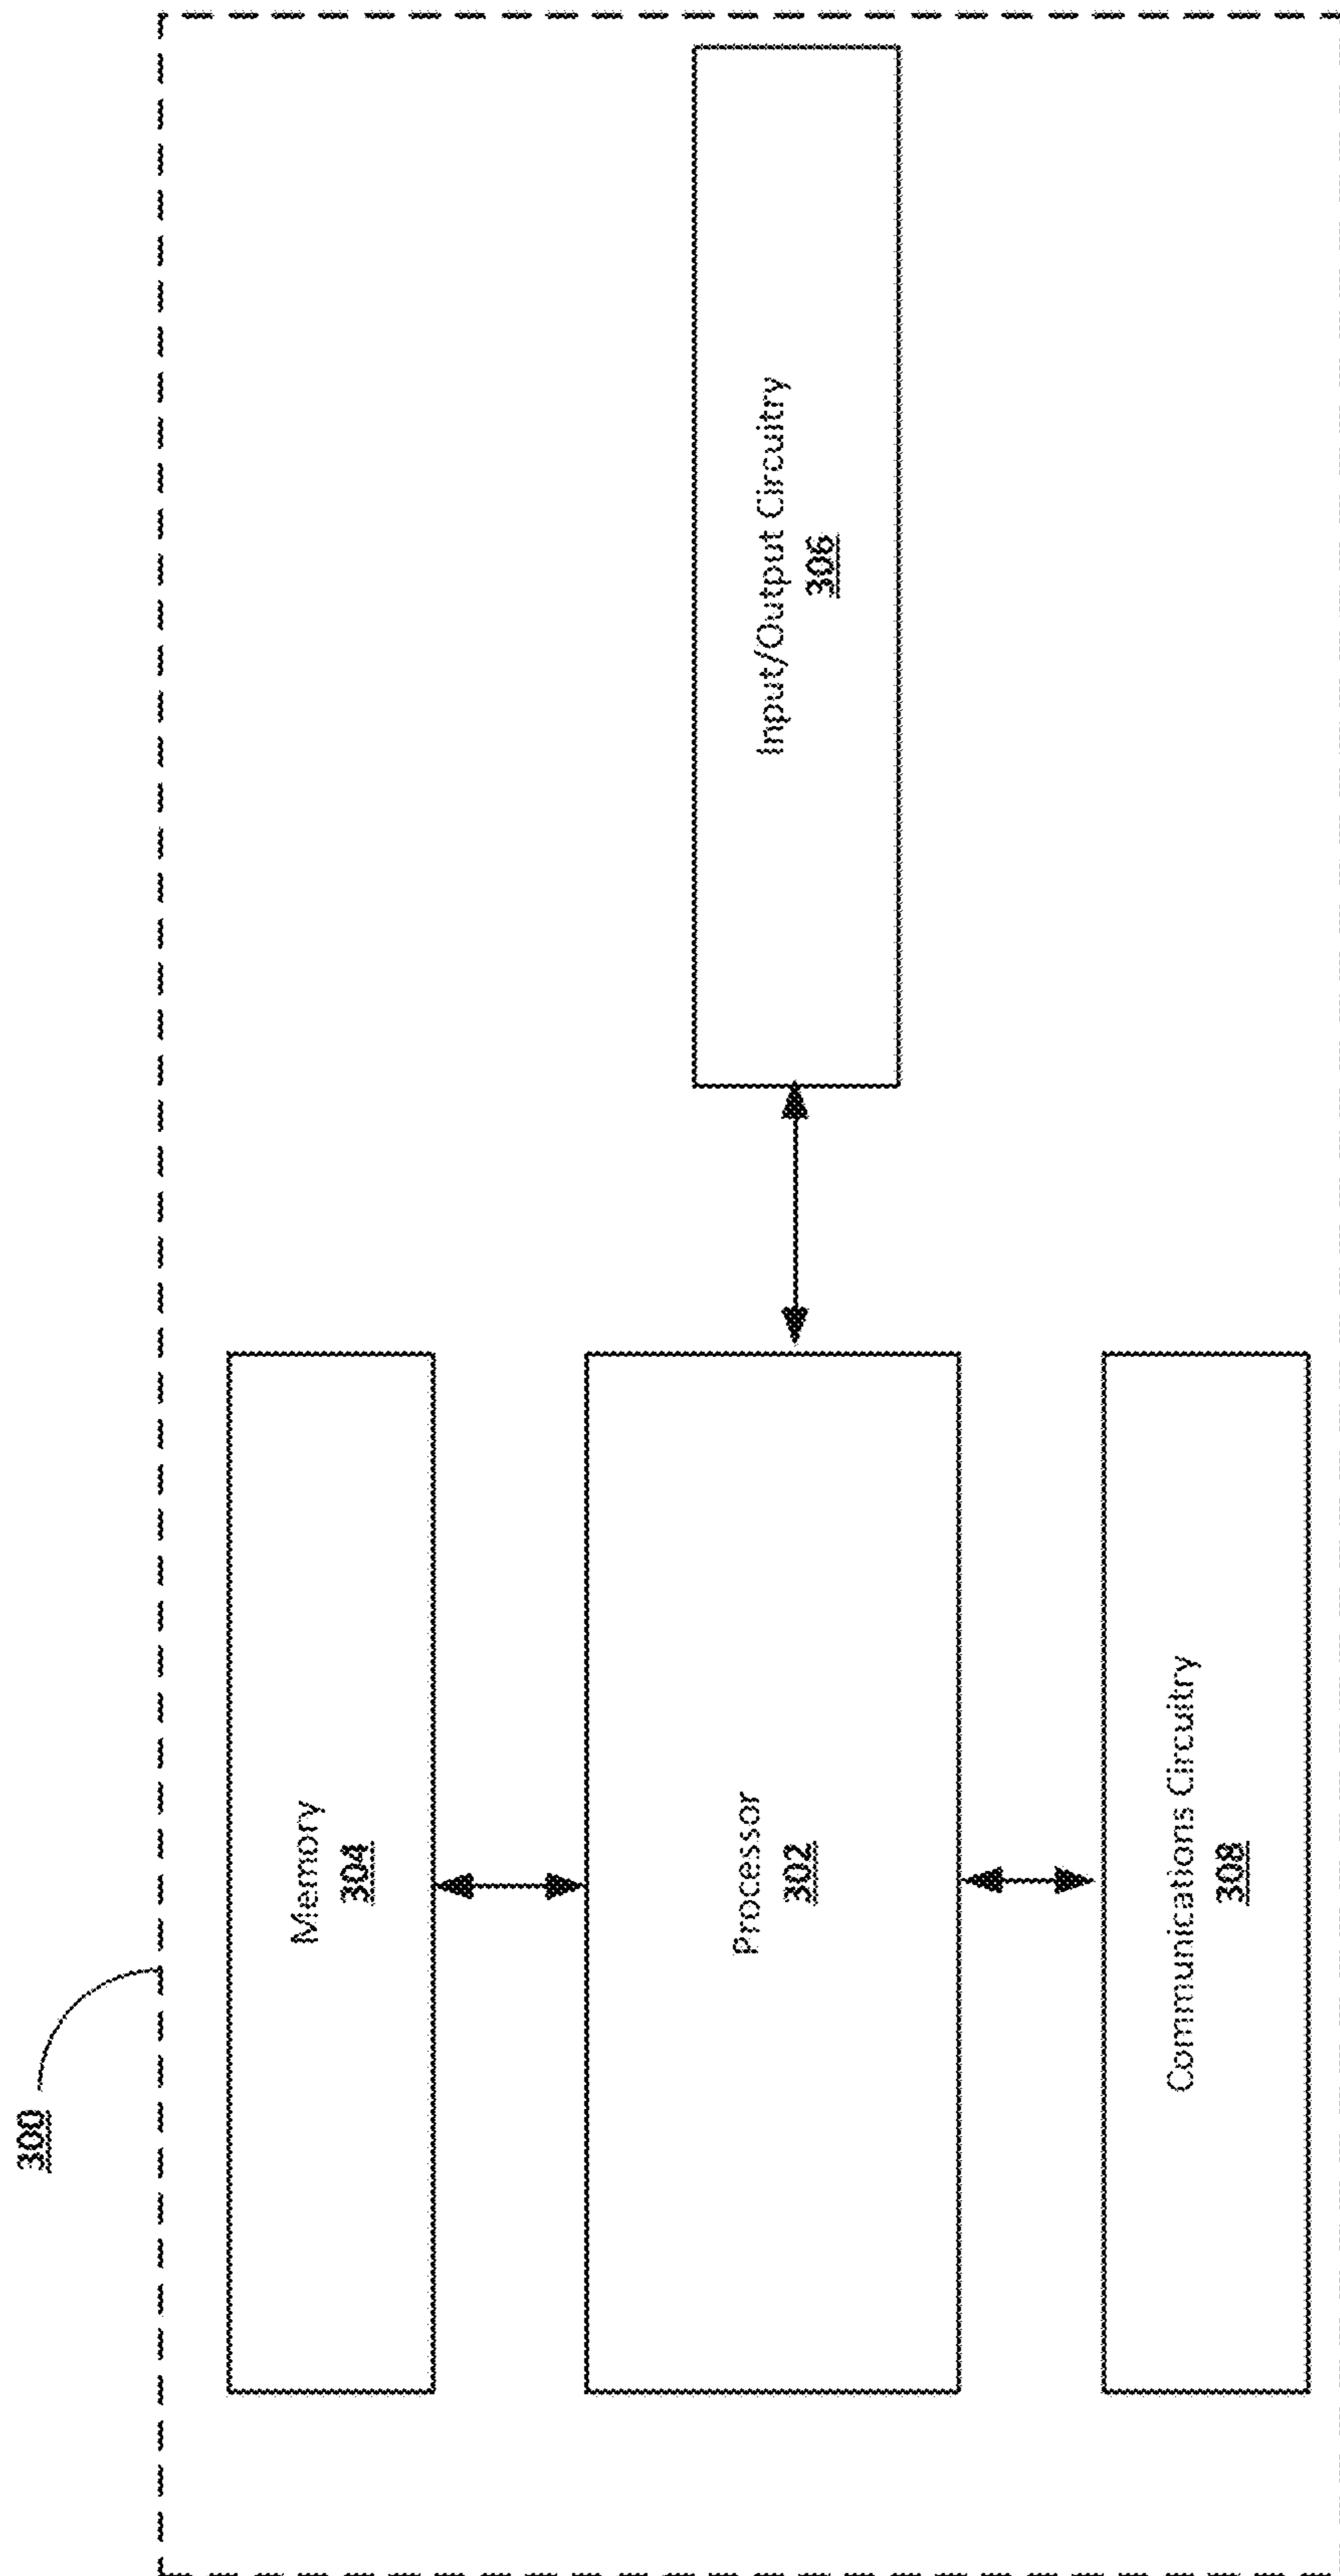 300
Memory
304
Processor
302
Input/Output Circuitry
306
Communications Circuitry
308